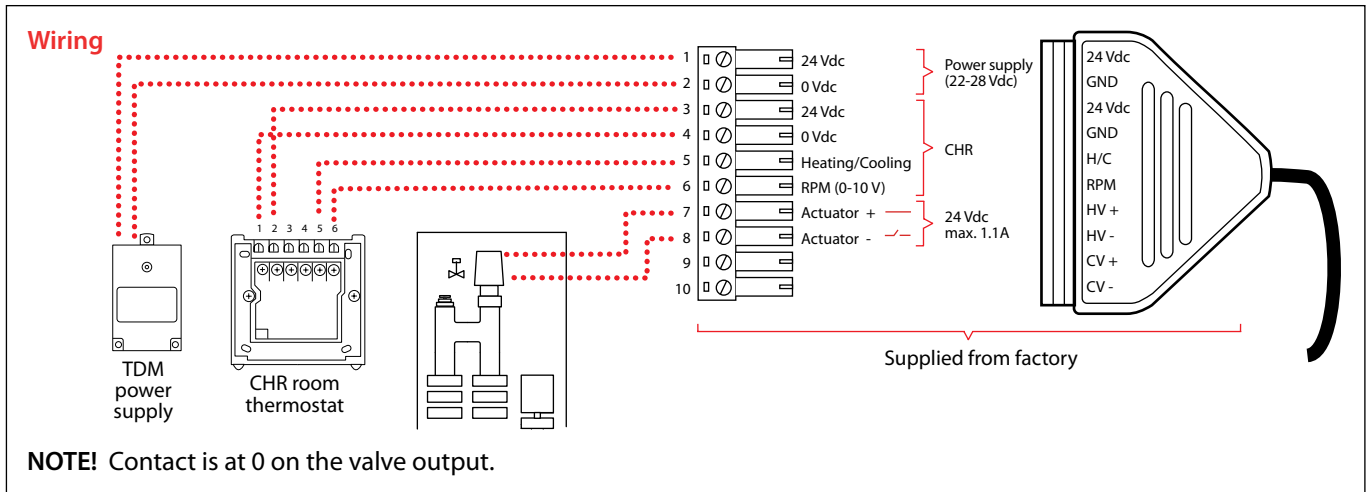 Wiring
1 24 Vdc
2 0 Vdc
3 24 Vdc
4 0 Vdc
5 Heating/Cooling
6 RPM (0-10 V)
7 Actuator +
8 Actuator -
9
10
Power supply
(22-28 Vdc)
CHR
24 Vdc
max. 1.1A
24 Vdc
GND
24 Vdc
GND
H/C
RPM
HV +
HV -
CV +
CV -
Supplied from factory
1 2 3 4 5 6
TDM
power
supply
CHR room
thermostat
NOTE! Contact is at 0 on the valve output.